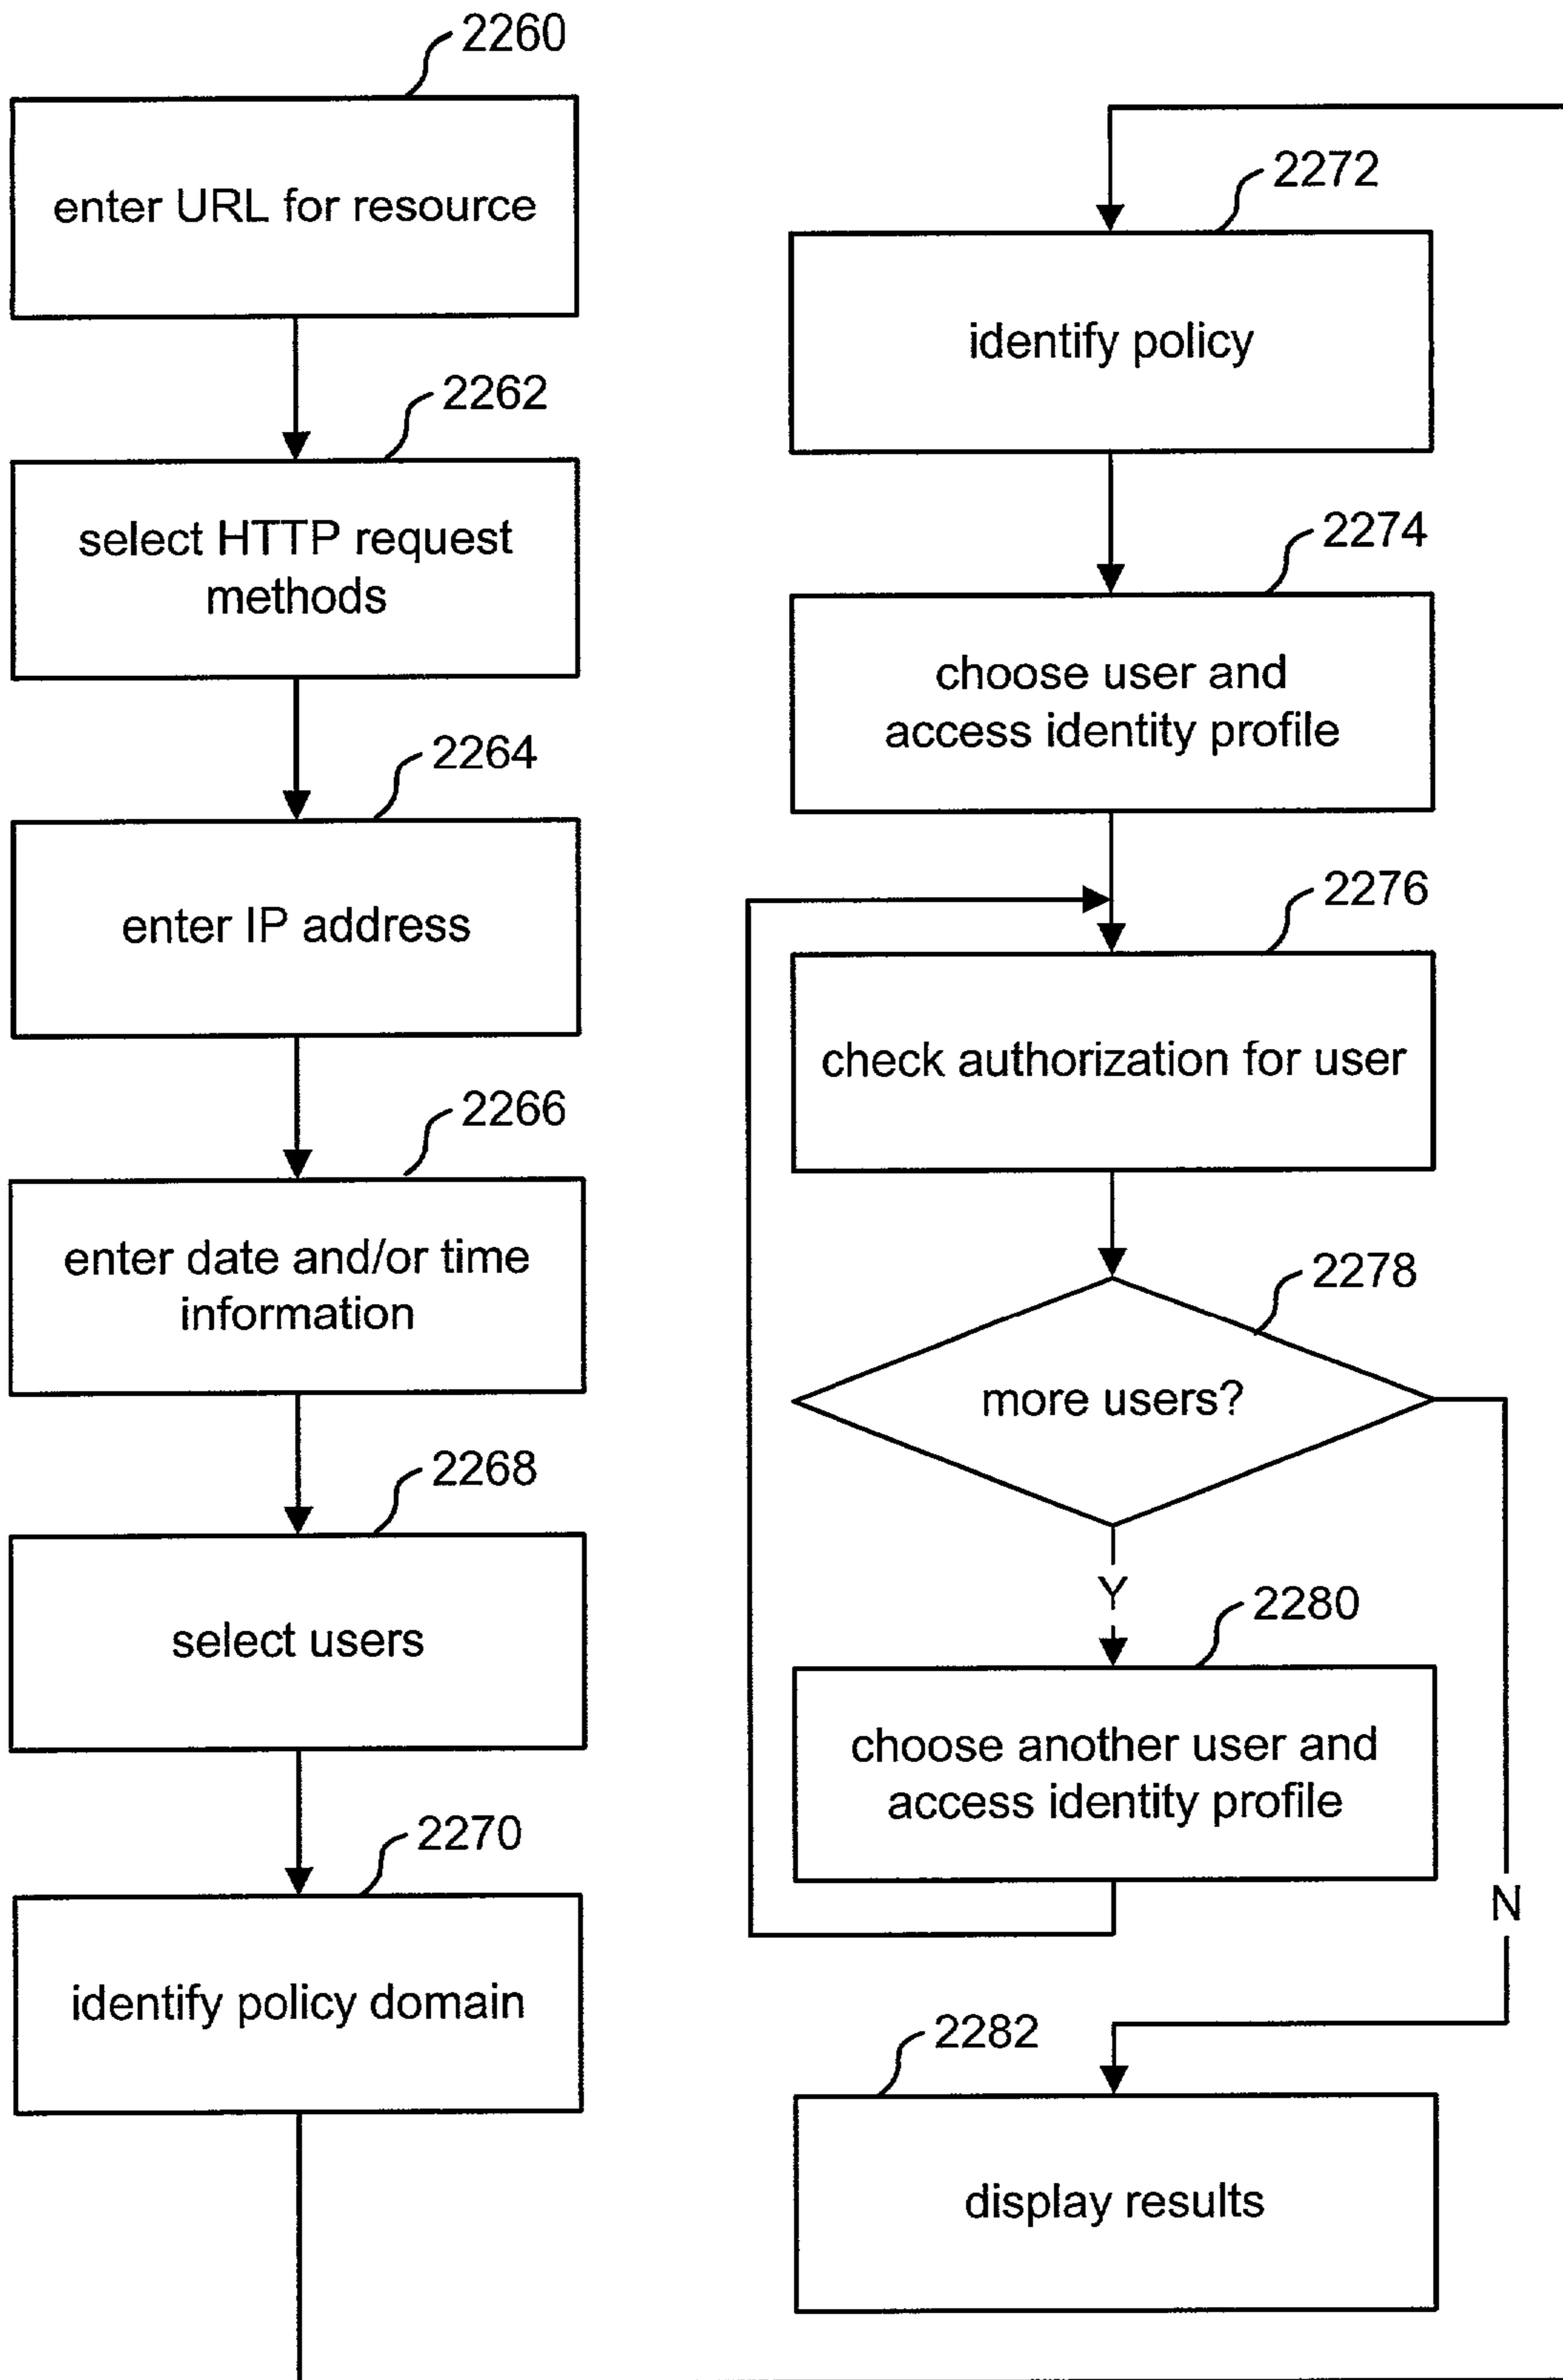 2260
enter URL for resource
2262
select HTTP request
methods
2264
enter IP address
2266
enter date and/or time
information
2268
select users
2270
identify policy domain
2272
identify policy
2274
choose user and
access identity profile
2276
check authorization for user
2278
more users?
Y
2280
choose another user and
access identity profile
N
2282
display results